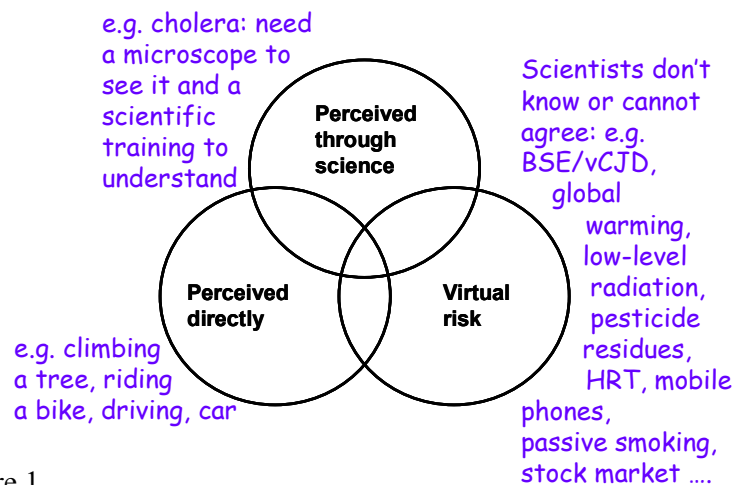 e.g. cholera: need
a microscope to
see it and a
scientific
training to
understand
Perceived
through
science
Scientists don't
know or cannot
agree: e.g.
BSE/vCJD,
global
warming,
low-level
radiation,
pesticide
residues,
HRT, mobile
phones,
passive smoking,
stock market ....
Perceived
directly
Virtual
risk
e.g. climbing
a tree, riding
a bike, driving, car
re 1